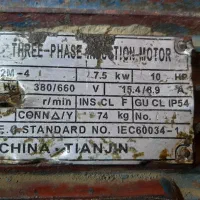 THREE-PHASE INDUCTION MOTOR
2M-4 7.5 kw 10 HP
Hz 380/660 V 15.4/8.9 A
r/min INS CL F GU CL IP54
CONN △/Y 74 kg No.
STANDARD NO. IEC60034-1
CHINA·TIANJIN